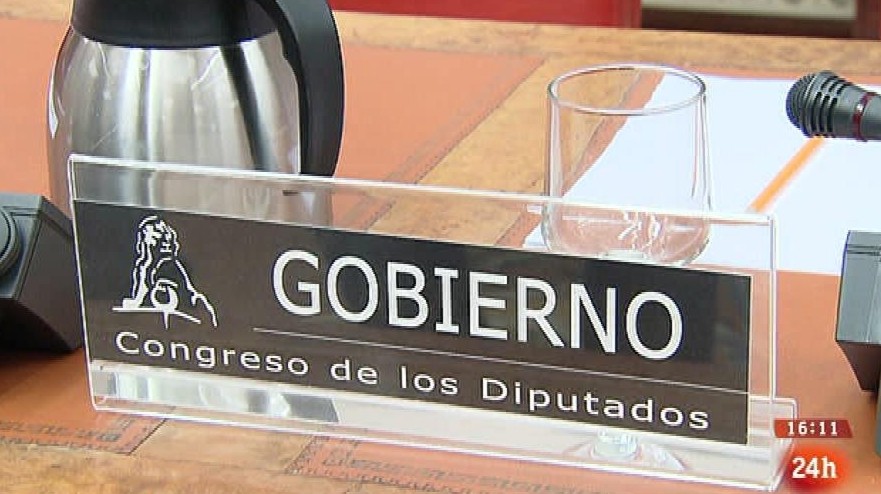 GOBIERNO
Congreso de los Diputados
16:11
24h